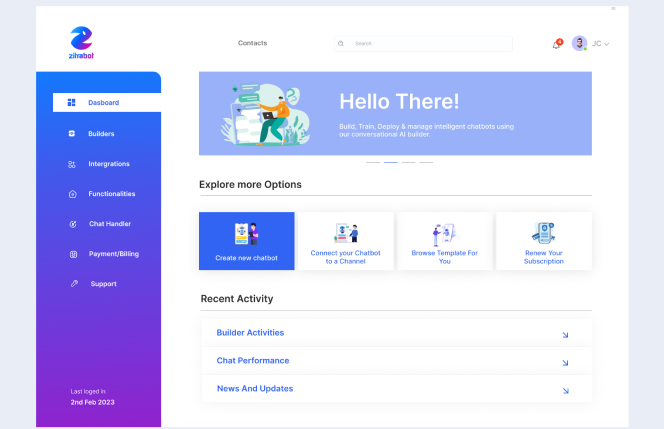 zitrabot
Contacts
Search
JC
Dasboard
Builders
Intergrations
Functionalities
Chat Handler
Payment/Billing
Support
Last loged in
2nd Feb 2023
Hello There!
Build, Train, Deploy & manage intelligent chatbots using
our conversational AI builder.
Explore more Options
Create new chatbot
Connect your Chatbot
to a Channel
Browse Template For
You
Renew Your
Subscription
Recent Activity
Builder Activities
Chat Performance
News And Updates